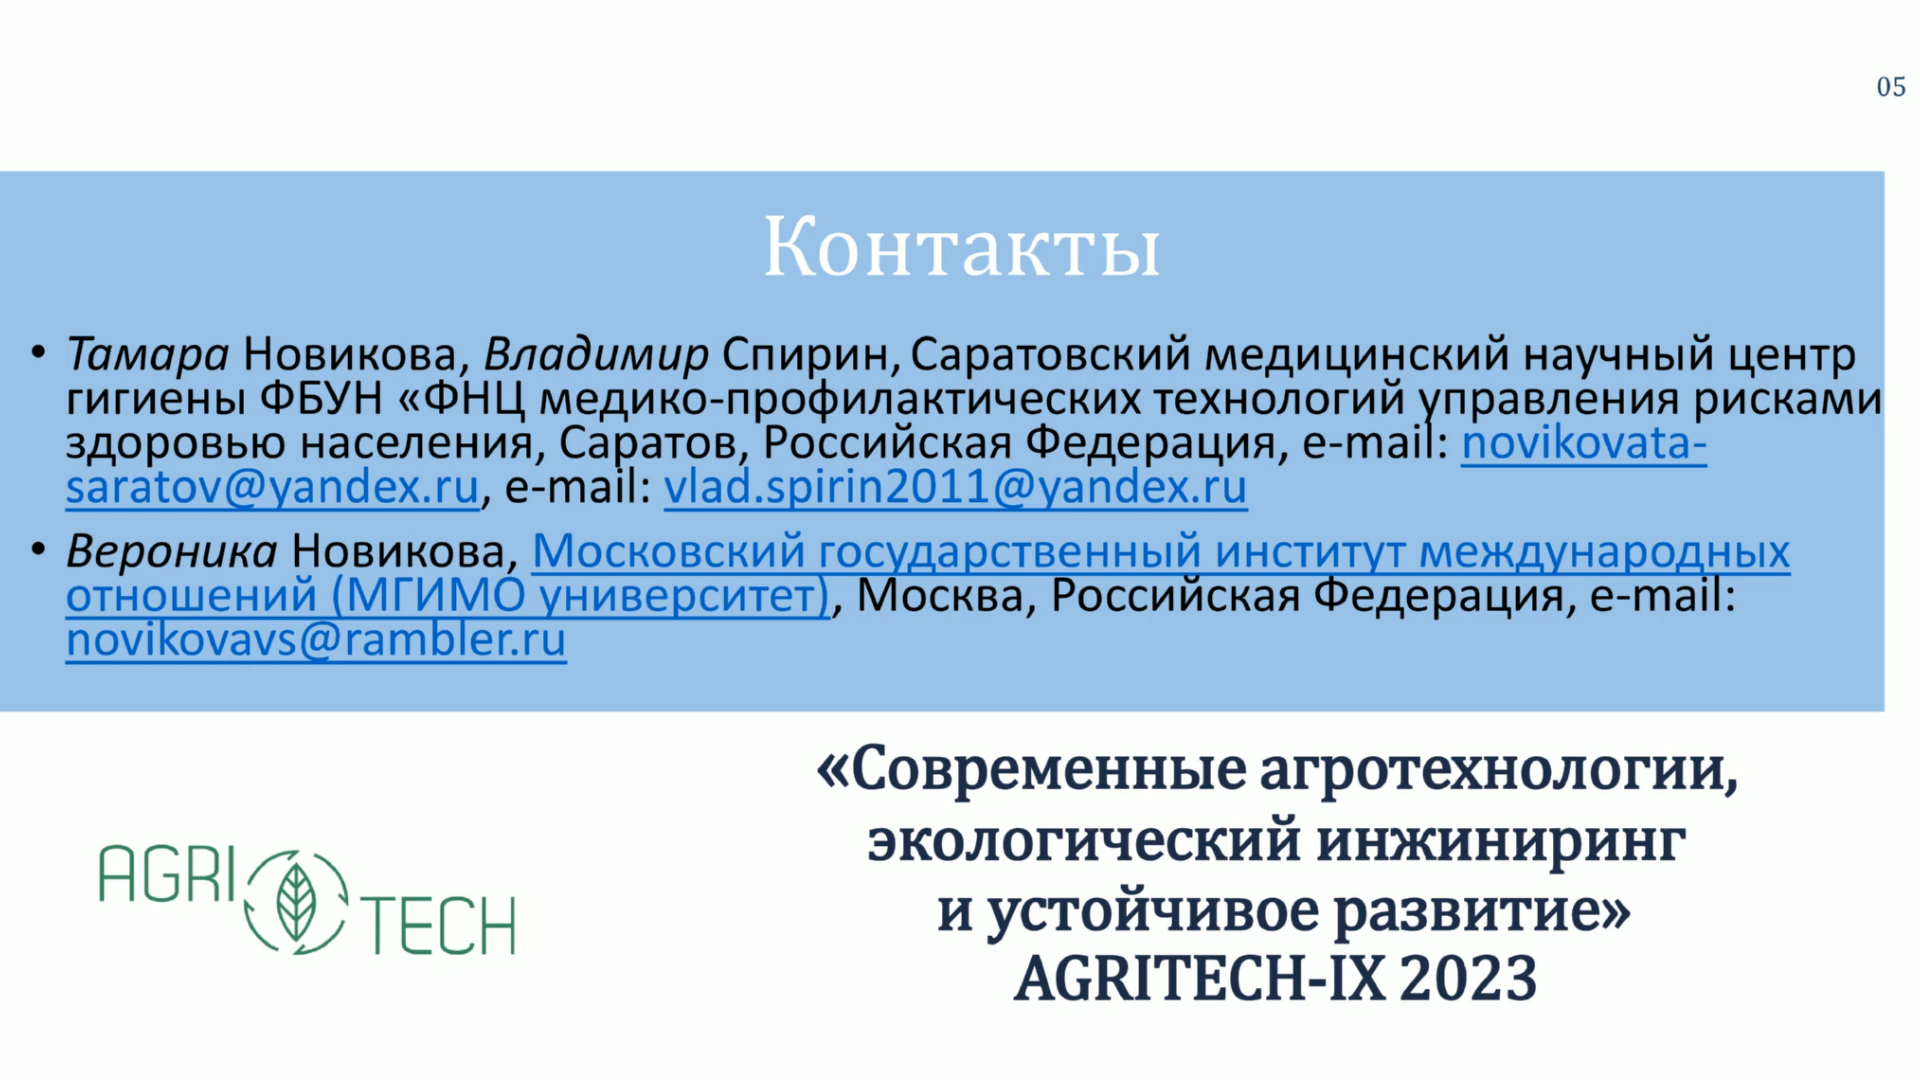 05
Контакты
• Тамара Новикова, Владимир Спирин, Саратовский медицинский научный центр
гигиены ФБУН «ФНЦ медико-профилактических технологий управления рисками
здоровью населения, Саратов, Российская Федерация, e-mail: novikovata-
saratov@yandex.ru, e-mail: vlad.spirin2011@yandex.ru
• Вероника Новикова, Московский государственный институт международных
отношений (МГИМО университет), Москва, Российская Федерация, e-mail:
novikovavs@rambler.ru
«Современные агротехнологии,
экологический инжиниринг
и устойчивое развитие»
AGRITECH-IX 2023
AGRI
TECH